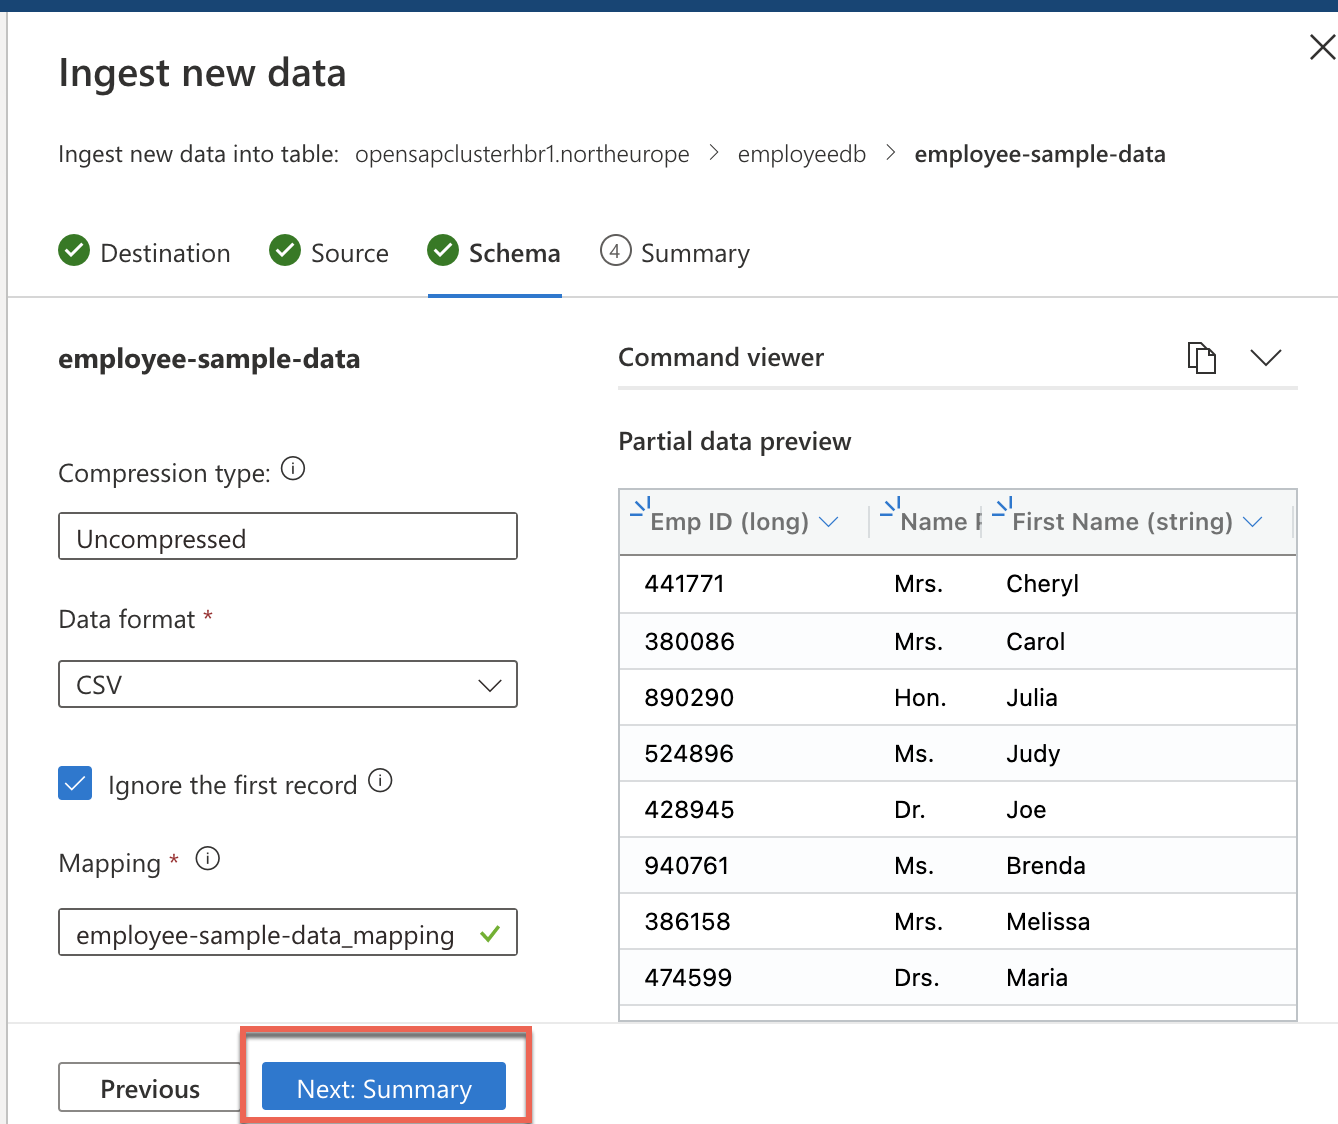 Ingest new data
Ingest new data into table: opensapclusterhbr1.northeurope > employeedb > employee-sample-data
Destination Source Schema 4 Summary
employee-sample-data
Compression type:
Uncompressed
Data format *
CSV
Ignore the first record
Mapping *
employee-sample-data_mapping
Command viewer
Partial data preview
Emp ID (long) Name First Name (string)
441771 Mrs. Cheryl
380086 Mrs. Carol
890290 Hon. Julia
524896 Ms. Judy
428945 Dr. Joe
940761 Ms. Brenda
386158 Mrs. Melissa
474599 Drs. Maria
Previous Next: Summary